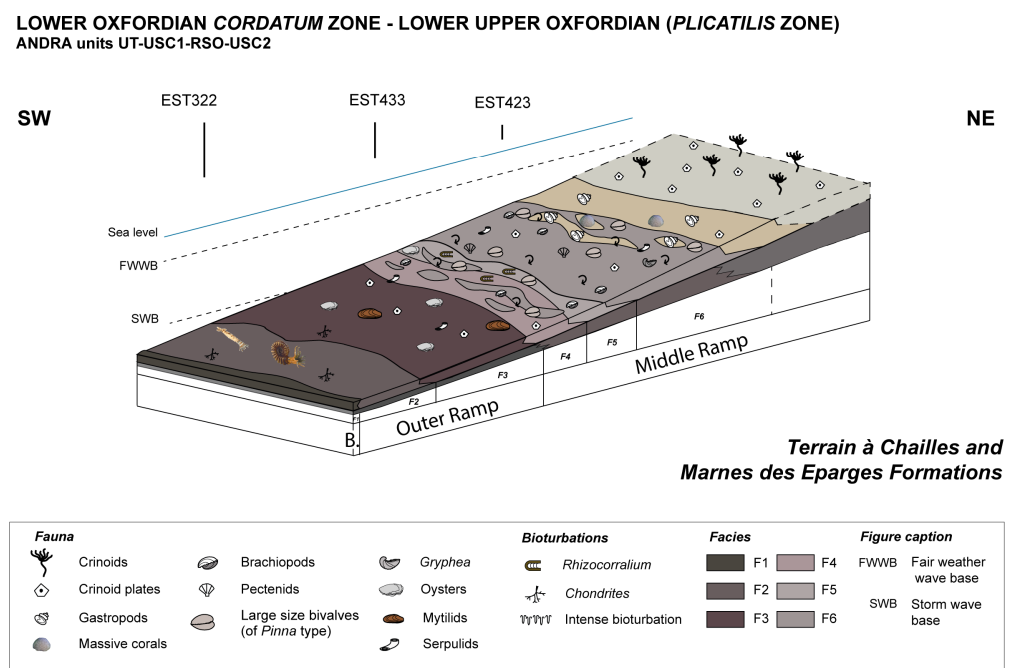 LOWER OXFORDIAN CORDATUM ZONE - LOWER UPPER OXFORDIAN (PLICATILIS ZONE)
ANDRA units UT-USC1-RSO-USC2
EST322
EST433
EST423
SW
NE
Sea level
FWWB
SWB
F6
F5
F4
F3
F2
F1
Middle Ramp
Outer Ramp
B.
Terrain à Chailles and
Marnes des Eparges Formations
Fauna
Crinoids
Crinoid plates
Gastropods
Massive corals
Brachiopods
Pectenids
Large size bivalves
(of Pinna type)
Gryphea
Oysters
Mytilids
Serpulids
Bioturbations
Rhizocorralium
Chondrites
Intense bioturbation
Facies
F1
F2
F3
F4
F5
F6
Figure caption
FWWB Fair weather
wave base
SWB Storm wave
base